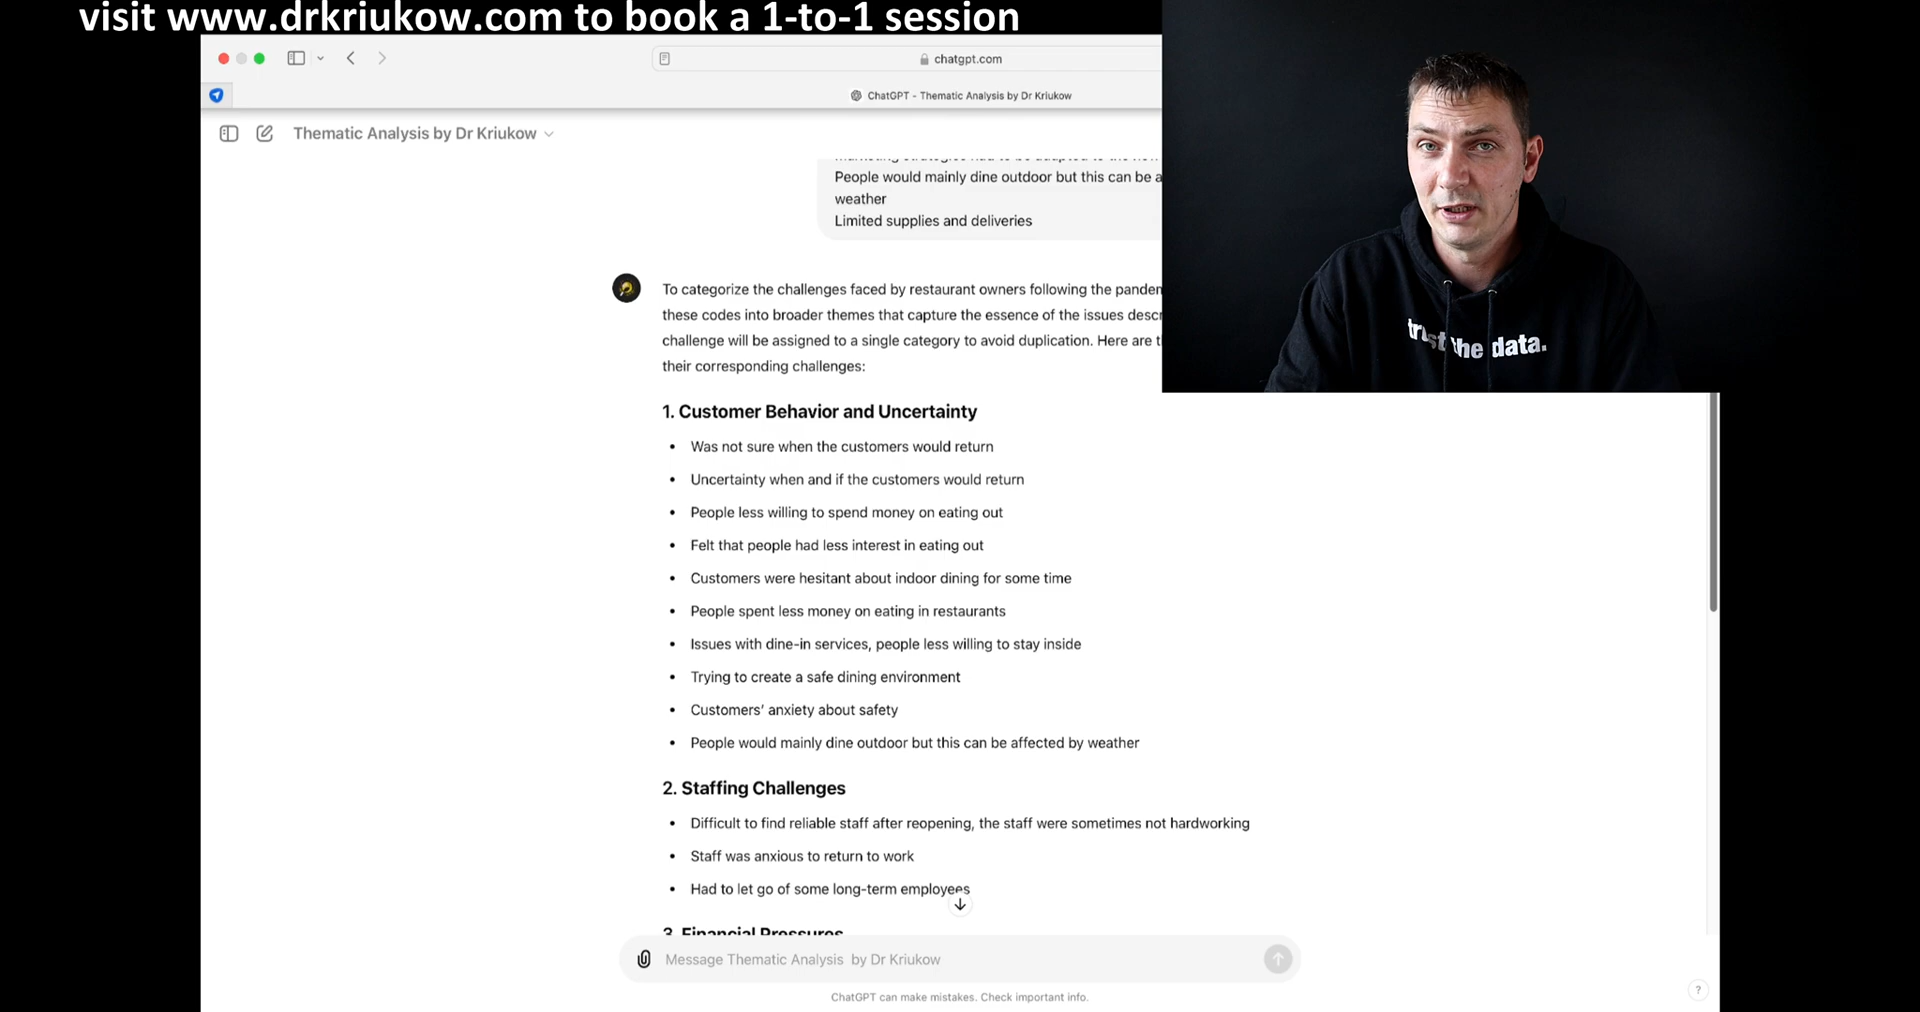 visit www.drkriukow.com to book a 1-to-1 session
chatgpt.com
ChatGPT - Thematic Analysis by Dr Kriukow
Thematic Analysis by Dr Kriukow
People would mainly dine outdoor but this can be a
weather
Limited supplies and deliveries
To categorize the challenges faced by restaurant owners following the
these codes into broader themes that capture the essence of the issues
challenge will be assigned to a single category to avoid duplication. Here are
their corresponding challenges:
1. Customer Behavior and Uncertainty
• Was not sure when the customers would return
• Uncertainty when and if the customers would return
• People less willing to spend money on eating out
• Felt that people had less interest in eating out
• Customers were hesitant about indoor dining for some time
• People spent less money on eating in restaurants
• Issues with dine-in services, people less willing to stay inside
• Trying to create a safe dining environment
• Customers' anxiety about safety
• People would mainly dine outdoor but this can be affected by weather
2. Staffing Challenges
• Difficult to find reliable staff after reopening, the staff were sometimes not hardworking
• Staff was anxious to return to work
• Had to let go of some long-term employees
3. Financial Pressures
Message Thematic Analysis by Dr Kriukow
ChatGPT can make mistakes. Check important info.
?
trust the data.